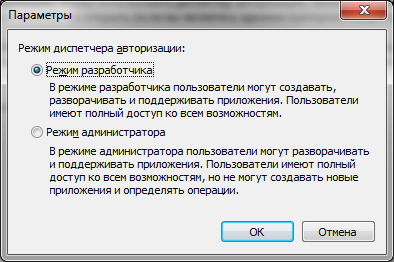 Параметры
Режим диспетчера авторизации:
Режим разработчика
В режиме разработчика пользователи могут создавать,
разворачивать и поддерживать приложения. Пользователи
имеют полный доступ ко всем возможностям.
Режим администратора
В режиме администратора пользователи могут разворачивать
и поддерживать приложения. Пользователи имеют полный
доступ ко всем возможностям, но не могут создавать новые
приложения и определять операции.
ОК
Отмена